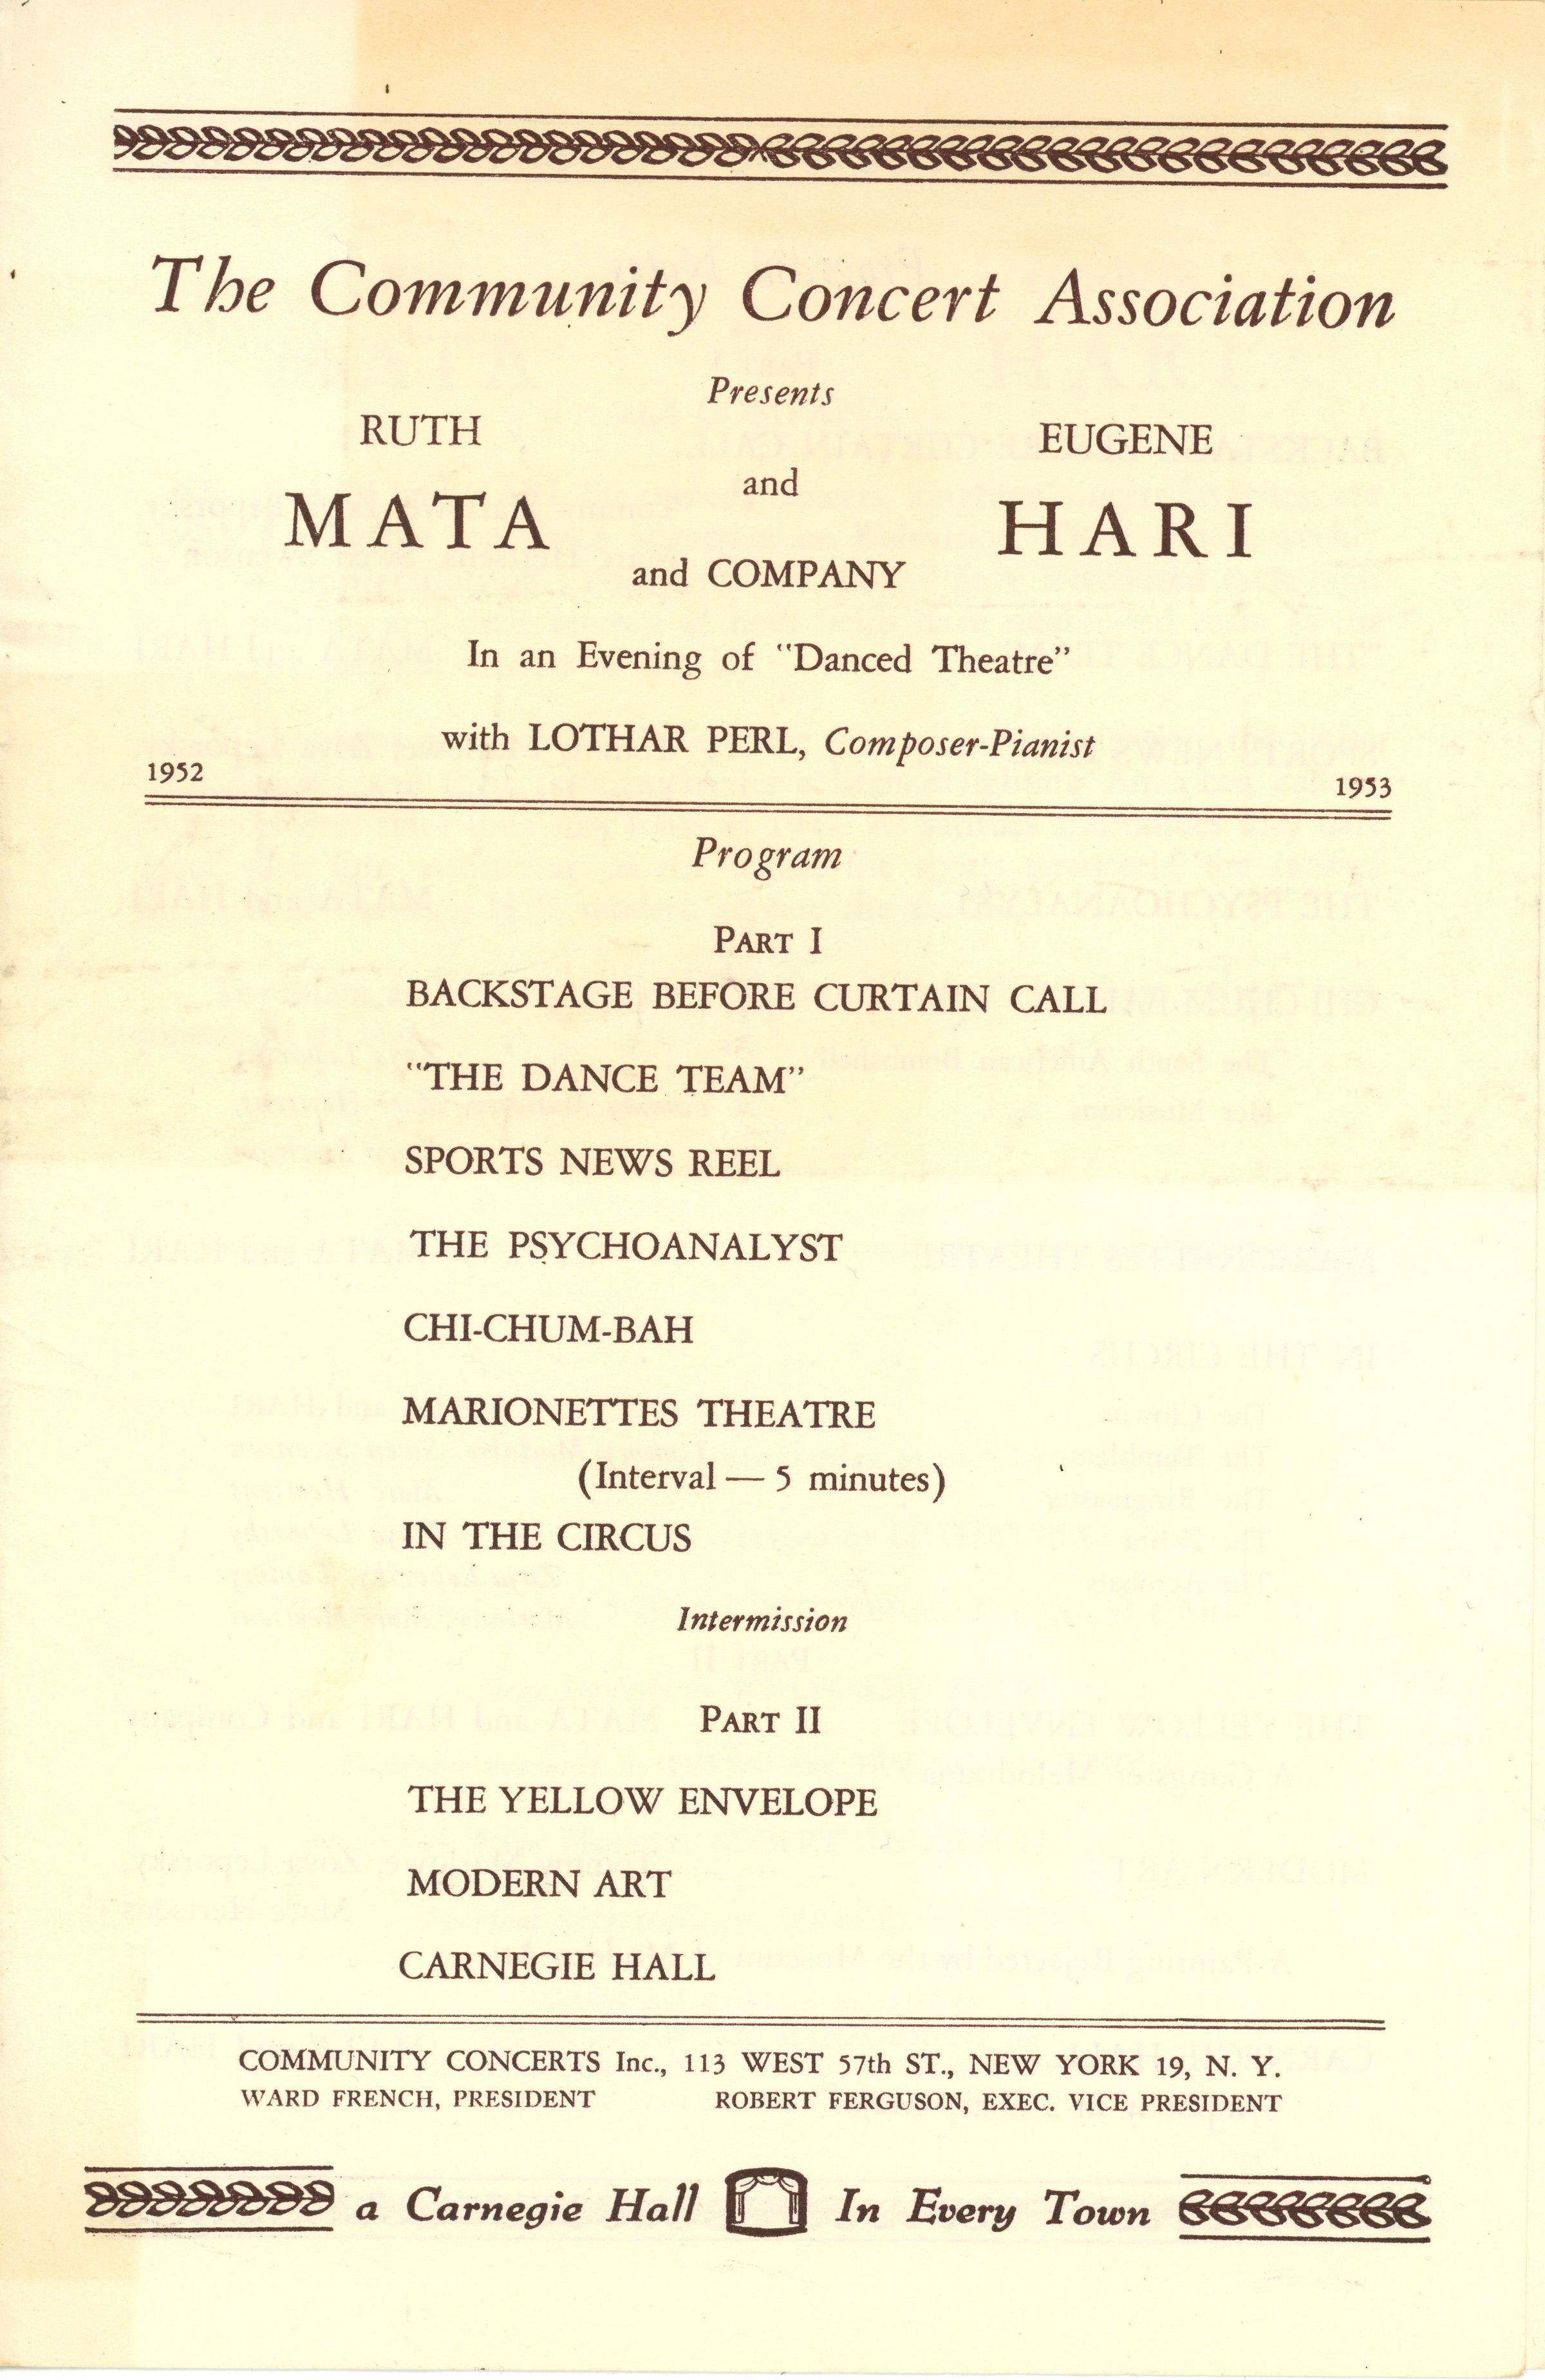 The Community Concert Association
Presents
RUTH EUGENE
and
MATA HARI
and COMPANY
In an Evening of "Danced Theatre"
with LOTHAR PERL, Composer-Pianist
1952 1953
Program
PART I
BACKSTAGE BEFORE CURTAIN CALL
"THE DANCE TEAM"
SPORTS NEWS REEL
THE PSYCHOANALYST
CHI-CHUM-BAH
MARIONETTES THEATRE
(Interval — 5 minutes)
IN THE CIRCUS
Intermission
PART II
THE YELLOW ENVELOPE
MODERN ART
CARNEGIE HALL
COMMUNITY CONCERTS Inc., 113 WEST 57th ST., NEW YORK 19, N. Y.
WARD FRENCH, PRESIDENT ROBERT FERGUSON, EXEC. VICE PRESIDENT
a Carnegie Hall In Every Town